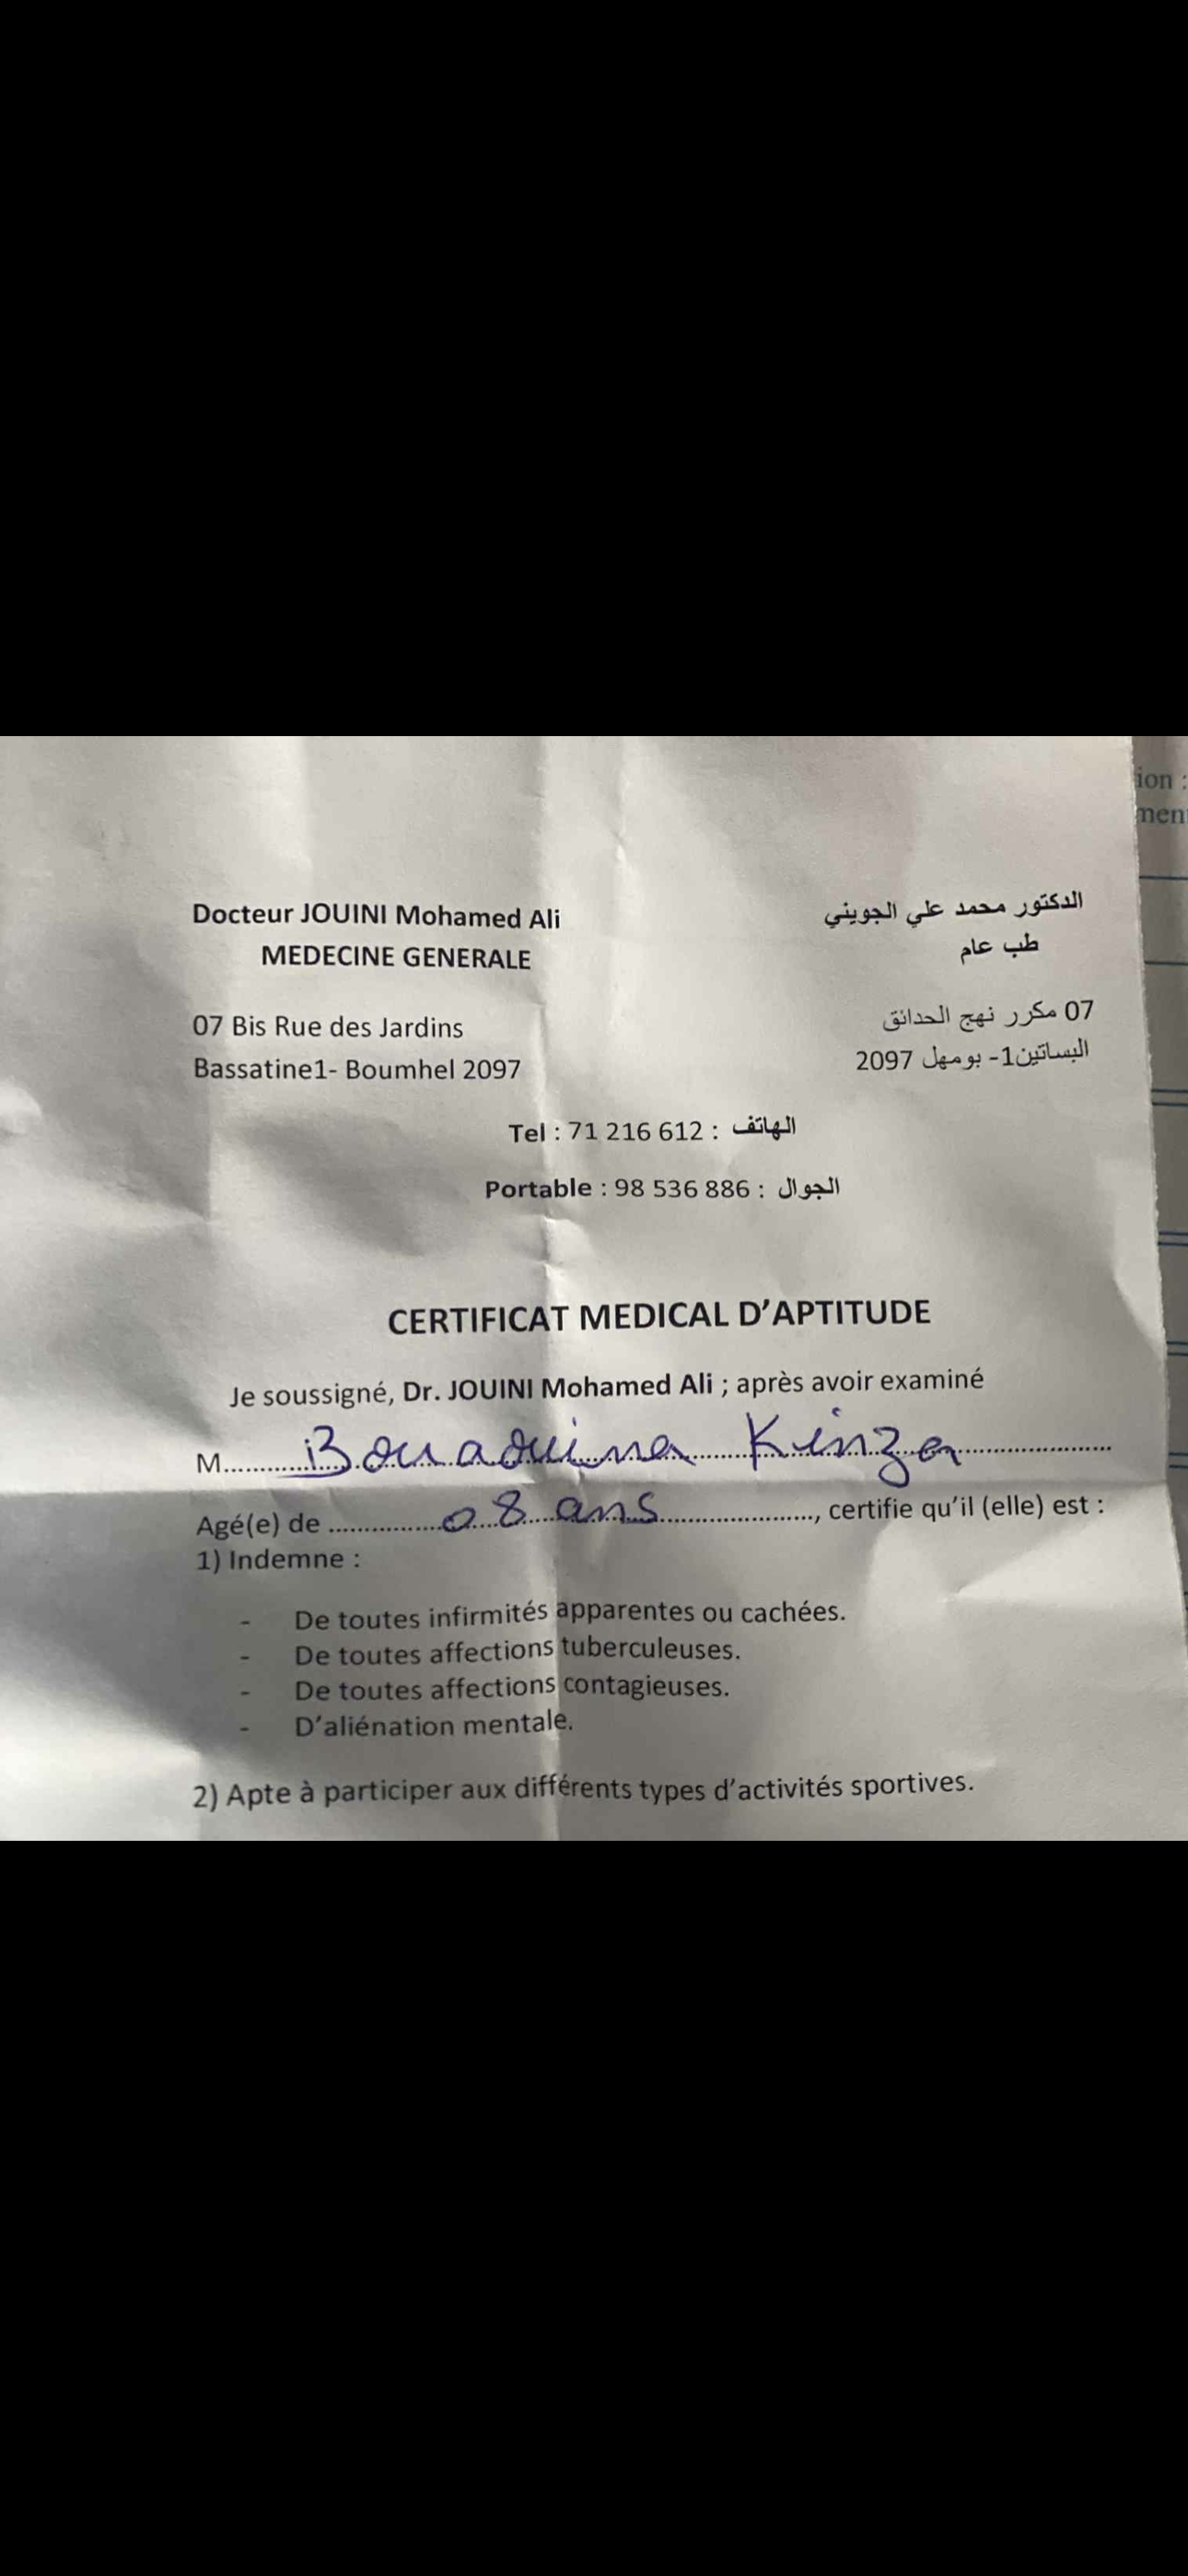 ion :
ment
Docteur JOUINI Mohamed Ali
MEDECINE GENERALE
07 Bis Rue des Jardins
Bassatine1- Boumhel 2097
الدكتور محمد علي الجويني
طب عام
07 مكرر نهج الحدائق
البساتين1- بومهل 2097
Tel : 71 216 612 : الهاتف
Portable : 98 536 886 : الجوال
CERTIFICAT MEDICAL D'APTITUDE
Je soussigné, Dr. JOUINI Mohamed Ali ; après avoir examiné
M............Bouaouina Kinza....................
Agé(e) de ...............08 ans...................., certifie qu'il (elle) est :
1) Indemne :
- De toutes infirmités apparentes ou cachées.
- De toutes affections tuberculeuses.
- De toutes affections contagieuses.
- D'aliénation mentale.
2) Apte à participer aux différents types d'activités sportives.